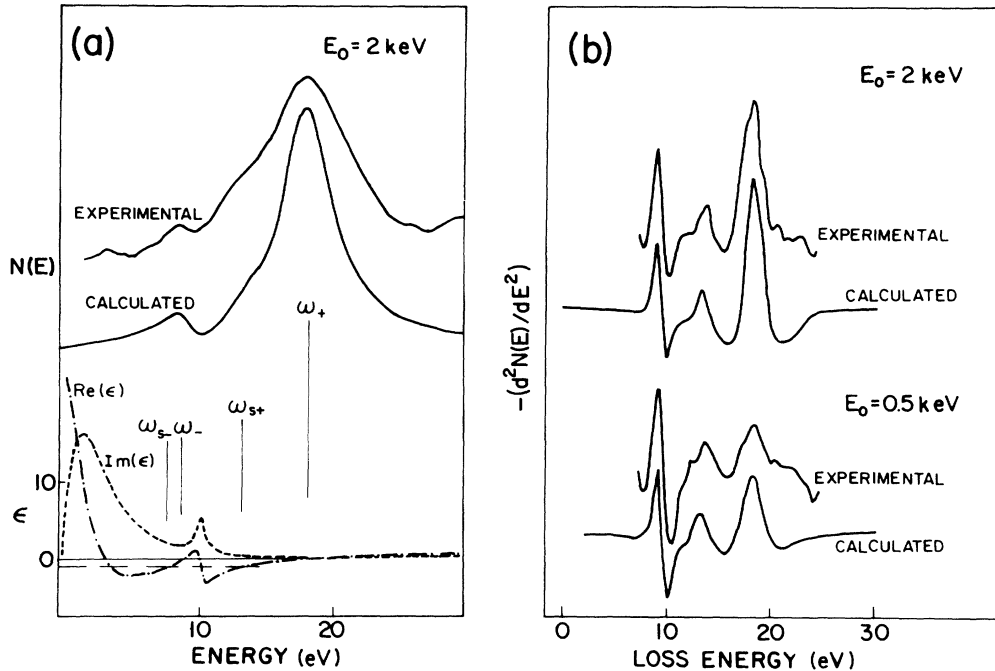 (a)
E₀ = 2 keV
EXPERIMENTAL
N(E)
CALCULATED
ω₊
Re(ϵ)
ωₛ₋ ω₋
ωₛ₊
Im(ϵ)
10
ϵ
0
10 20
ENERGY (eV)
(b)
E₀ = 2 keV
EXPERIMENTAL
CALCULATED
-(d²N(E)/dE²)
E₀ = 0.5 keV
EXPERIMENTAL
CALCULATED
0 10 20 30
LOSS ENERGY (eV)